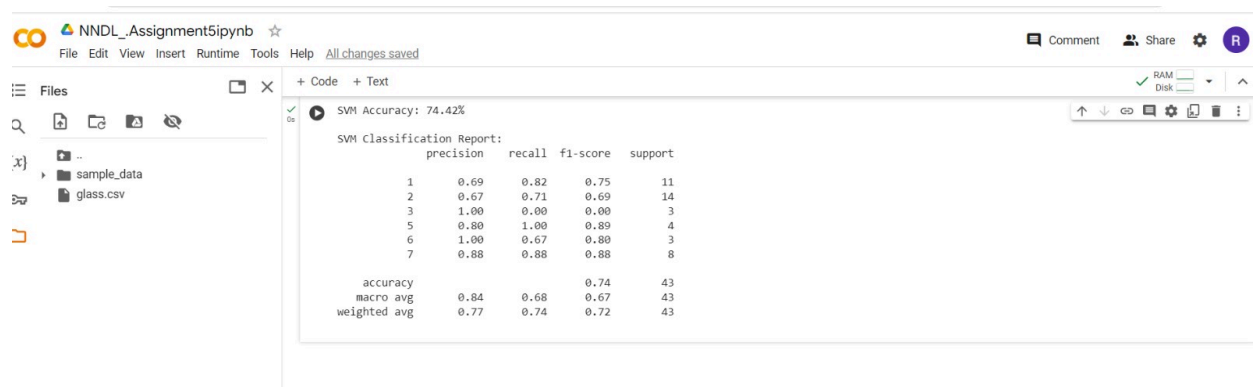 NNDL_.Assignment5ipynb
File Edit View Insert Runtime Tools Help All changes saved
Comment Share R
Files
+ Code + Text
RAM
Disk
..
sample_data
glass.csv
{x}
0s
SVM Accuracy: 74.42%
SVM Classification Report:
precision recall f1-score support
1 0.69 0.82 0.75 11
2 0.67 0.71 0.69 14
3 1.00 0.00 0.00 3
5 0.80 1.00 0.89 4
6 1.00 0.67 0.80 3
7 0.88 0.88 0.88 8
accuracy 0.74 43
macro avg 0.84 0.68 0.67 43
weighted avg 0.77 0.74 0.72 43